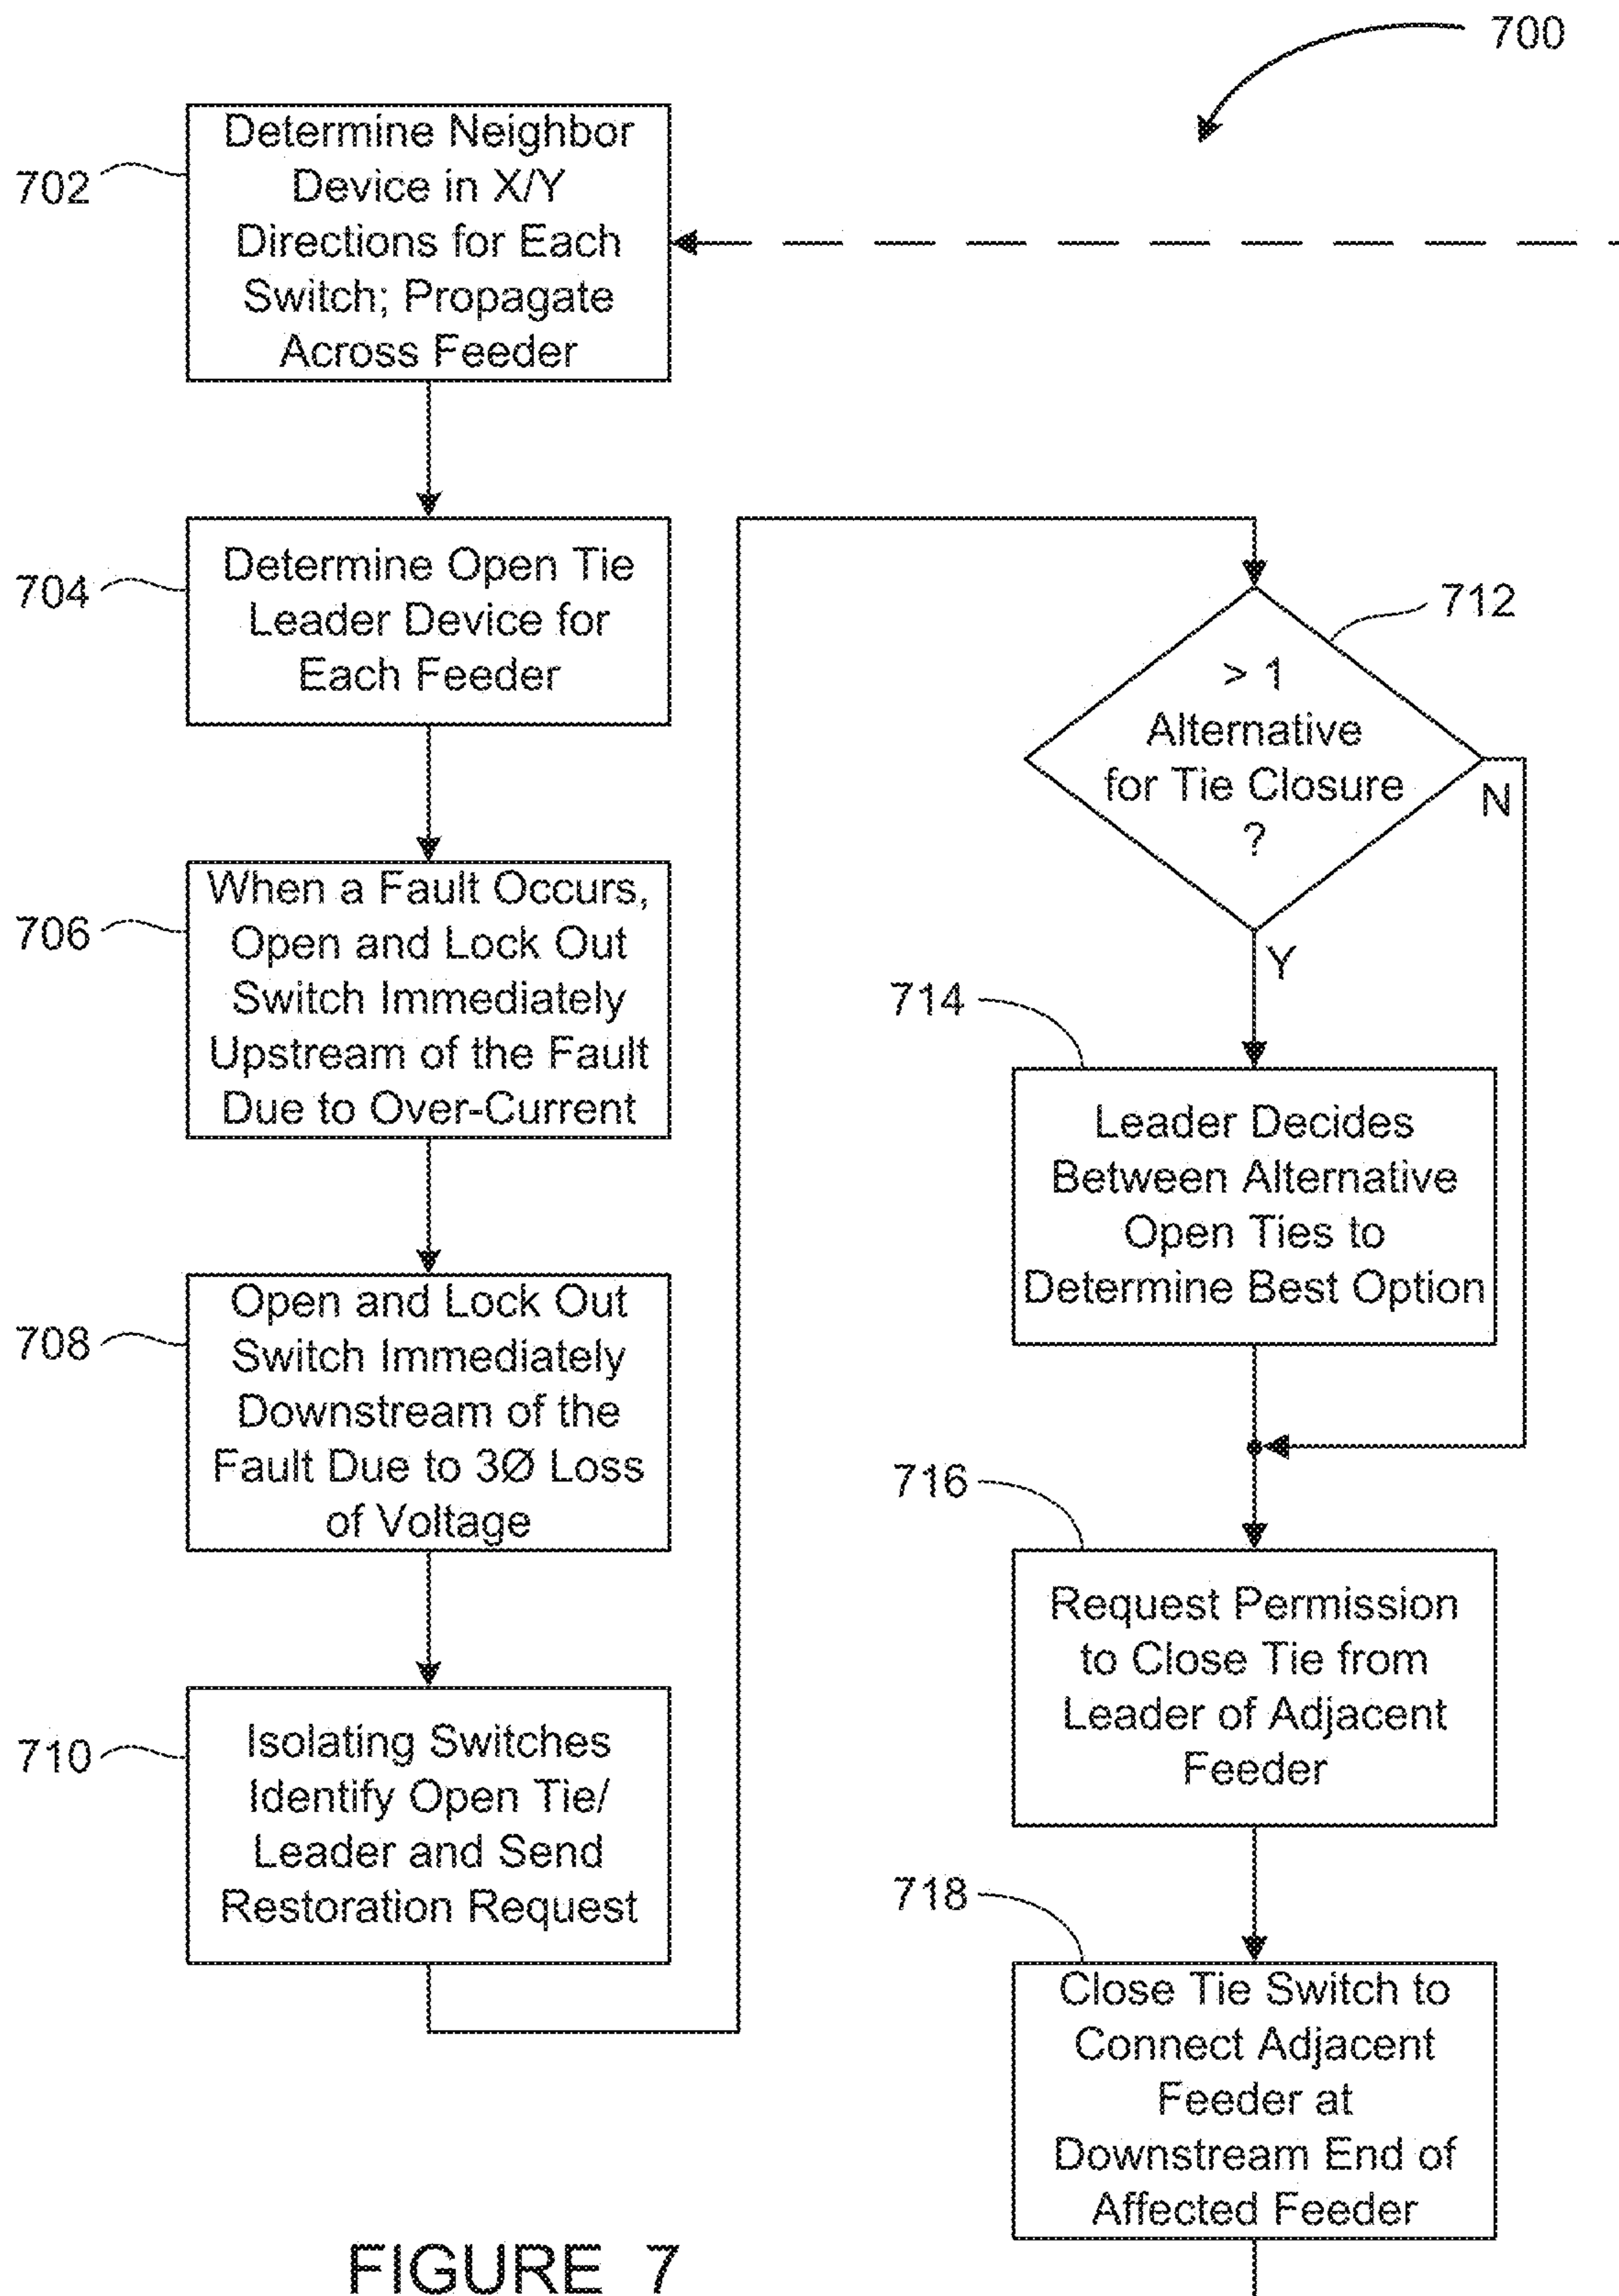 700
702
Determine Neighbor
Device in X/Y
Directions for Each
Switch; Propagate
Across Feeder
704
Determine Open Tie
Leader Device for
Each Feeder
706
When a Fault Occurs,
Open and Lock Out
Switch Immediately
Upstream of the Fault
Due to Over-Current
708
Open and Lock Out
Switch Immediately
Downstream of the
Fault Due to 3Ø Loss
of Voltage
710
Isolating Switches
Identify Open Tie/
Leader and Send
Restoration Request
712
> 1
Alternative
for Tie Closure
?
N
Y
714
Leader Decides
Between Alternative
Open Ties to
Determine Best Option
716
Request Permission
to Close Tie from
Leader of Adjacent
Feeder
718
Close Tie Switch to
Connect Adjacent
Feeder at
Downstream End of
Affected Feeder
FIGURE 7